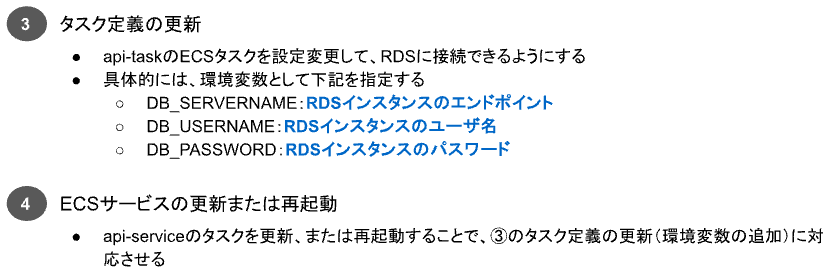 3 タスク定義の更新
● api-taskのECSタスクを設定変更して、RDSに接続できるようにする
● 具体的には、環境変数として下記を指定する
○ DB_SERVERNAME：RDSインスタンスのエンドポイント
○ DB_USERNAME：RDSインスタンスのユーザ名
○ DB_PASSWORD：RDSインスタンスのパスワード
4 ECSサービスの更新または再起動
● api-serviceのタスクを更新、または再起動することで、③のタスク定義の更新（環境変数の追加）に対
応させる